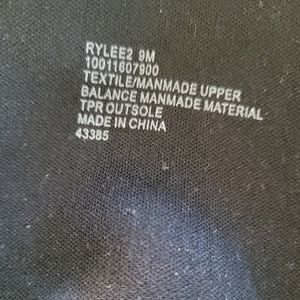 RYLEE2 9M
10011607900
TEXTILE/MANMADE UPPER
BALANCE MANMADE MATERIAL
TPR OUTSOLE
MADE IN CHINA
43385